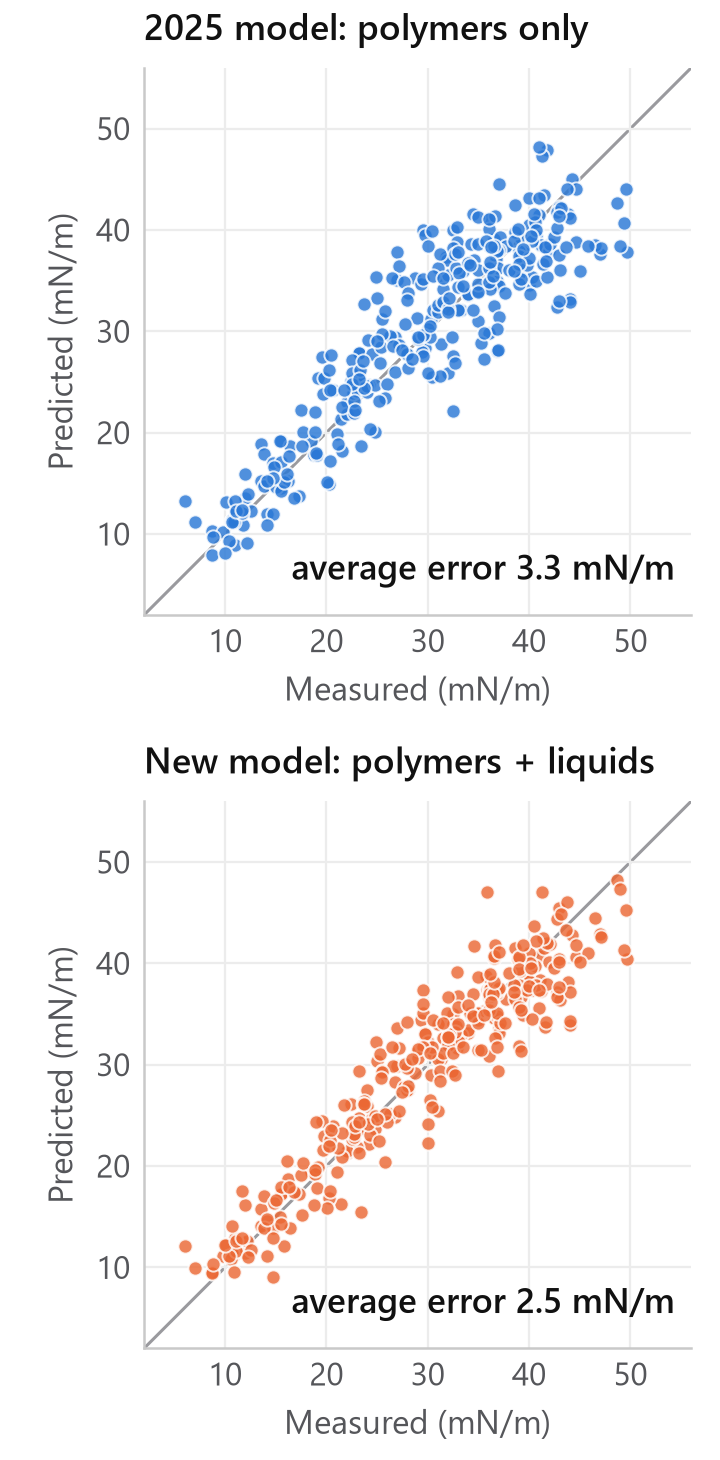 2025 model: polymers only
50
40
30
20
10
Predicted (mN/m)
average error 3.3 mN/m
10 20 30 40 50
Measured (mN/m)
New model: polymers + liquids
50
40
30
20
10
Predicted (mN/m)
average error 2.5 mN/m
10 20 30 40 50
Measured (mN/m)